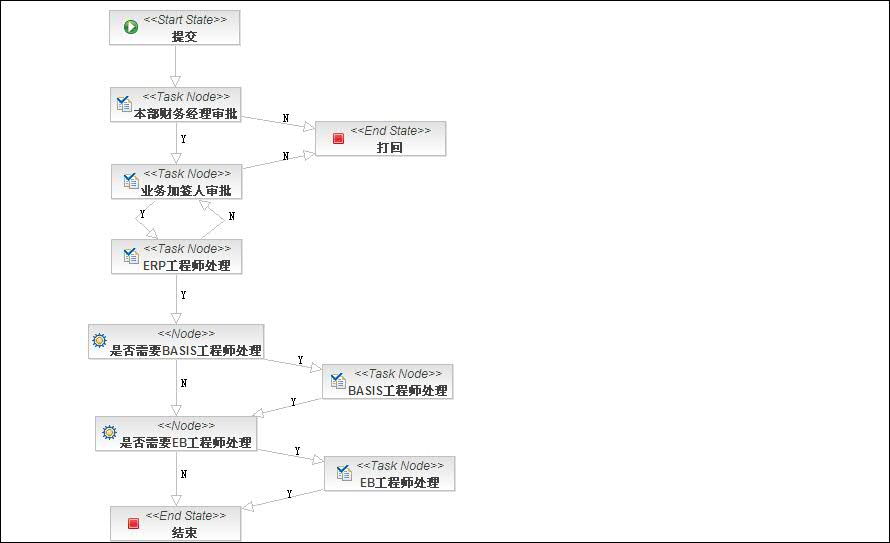 <<Start State>>
提交
<<Task Node>>
本部财务经理审批
N
<<End State>>
打回
Y
N
<<Task Node>>
业务加签人审批
Y
N
<<Task Node>>
ERP工程师处理
Y
<<Node>>
是否需要BASIS工程师处理
Y
<<Task Node>>
BASIS工程师处理
N
Y
<<Node>>
是否需要EB工程师处理
Y
<<Task Node>>
EB工程师处理
N
Y
<<End State>>
结束